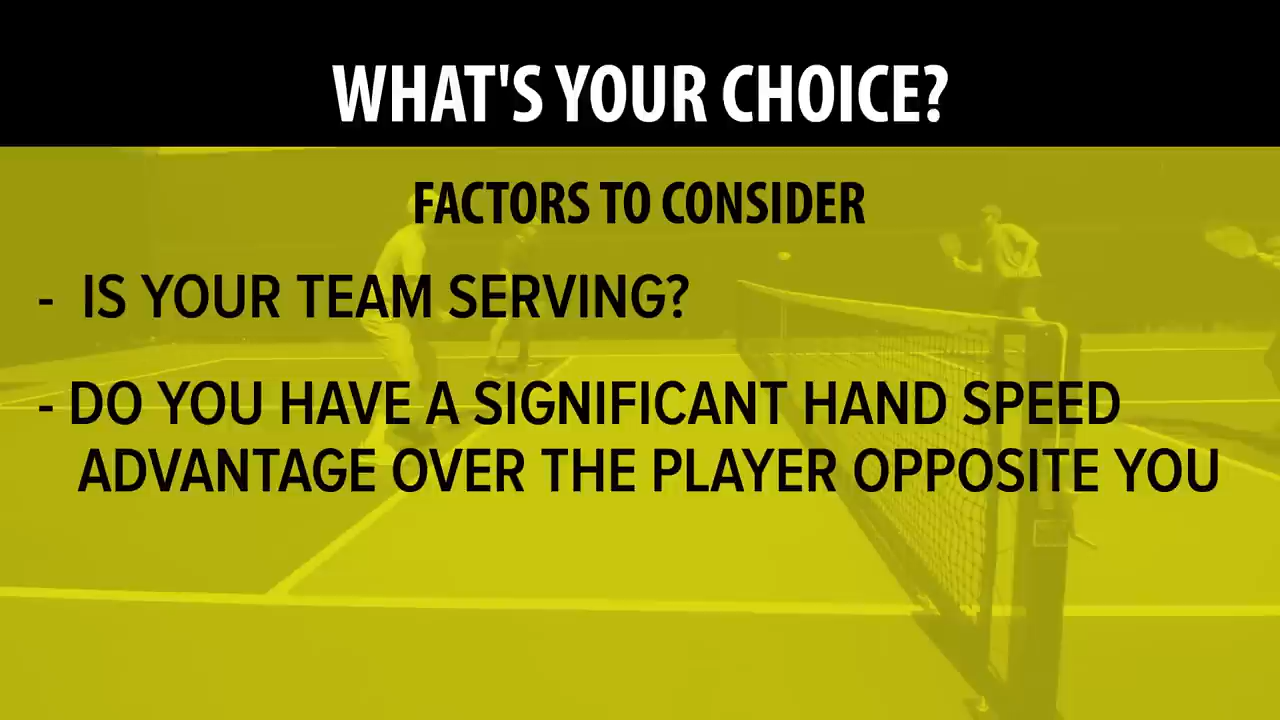 WHAT'S YOUR CHOICE?
FACTORS TO CONSIDER
- IS YOUR TEAM SERVING?
- DO YOU HAVE A SIGNIFICANT HAND SPEED
ADVANTAGE OVER THE PLAYER OPPOSITE YOU